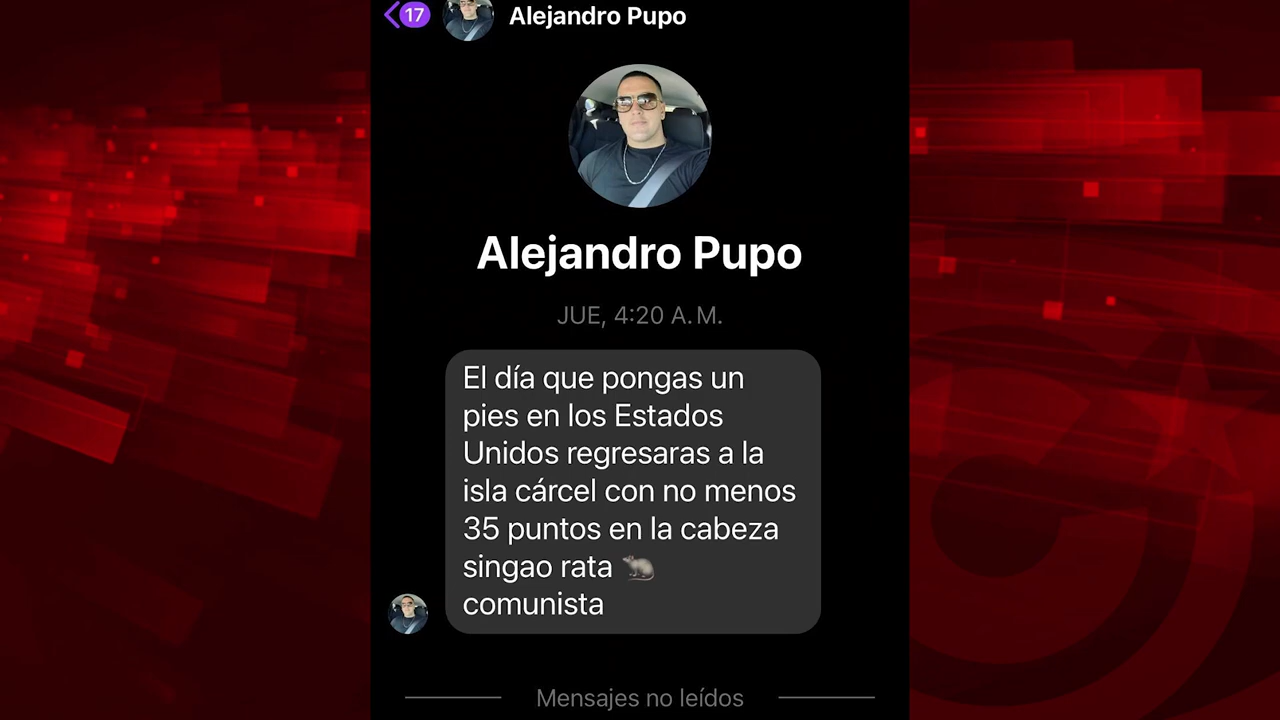 17
Alejandro Pupo
Alejandro Pupo
JUE, 4:20 A.M.
El día que pongas un
pies en los Estados
Unidos regresaras a la
isla cárcel con no menos
35 puntos en la cabeza
singao rata 🐀
comunista
Mensajes no leídos